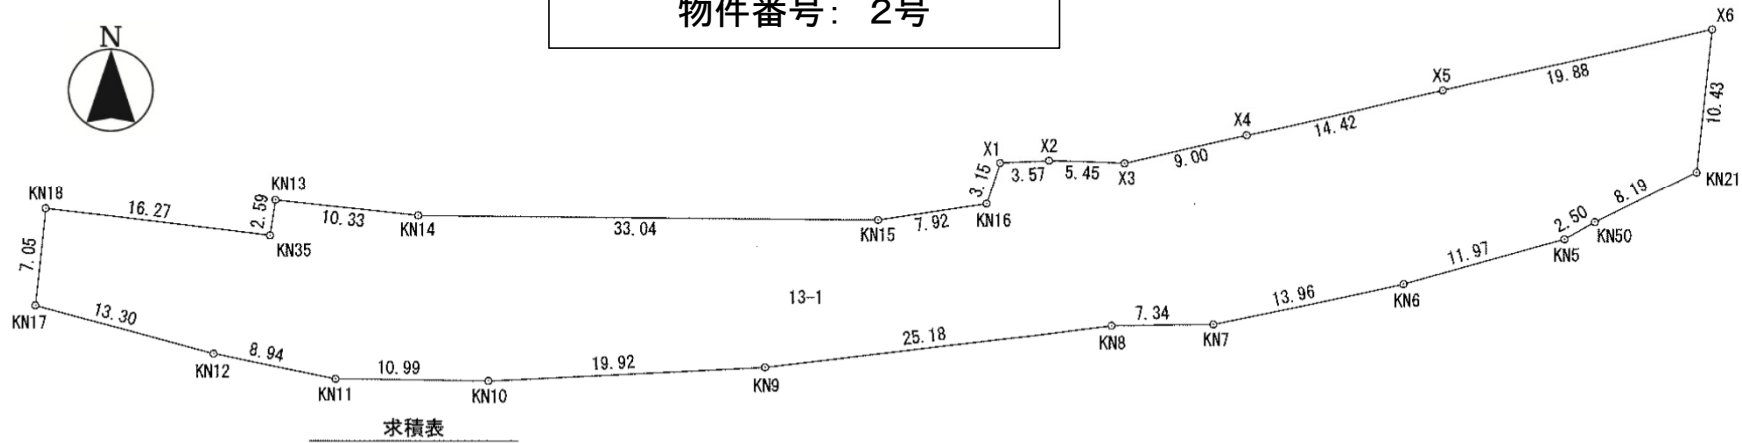 物件番号： 2号
N
X6
X5
19.88
X4
14.42
10.43
X1
X2
9.00
3.15
3.57
5.45
X3
KN21
KN18
KN13
16.27
2.59
10.33
KN16
8.19
KN14
33.04
KN15
7.92
2.50
KN50
KN35
KN5
7.05
11.97
13-1
KN6
KN17
13.30
13.96
7.34
25.18
KN8
KN7
8.94
KN12
10.99
19.92
KN11
KN10
KN9
求積表